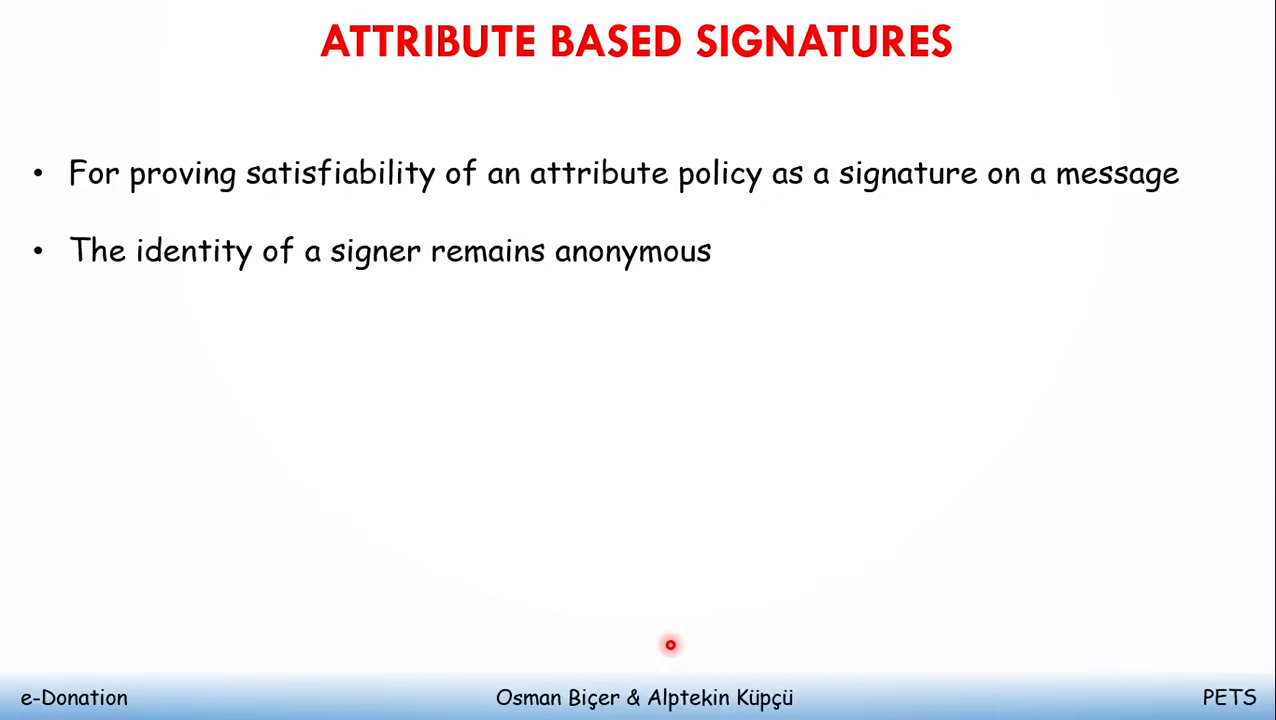 ATTRIBUTE BASED SIGNATURES
• For proving satisfiability of an attribute policy as a signature on a message
• The identity of a signer remains anonymous
e-Donation
Osman Biçer & Alptekin Küpçü
PETS